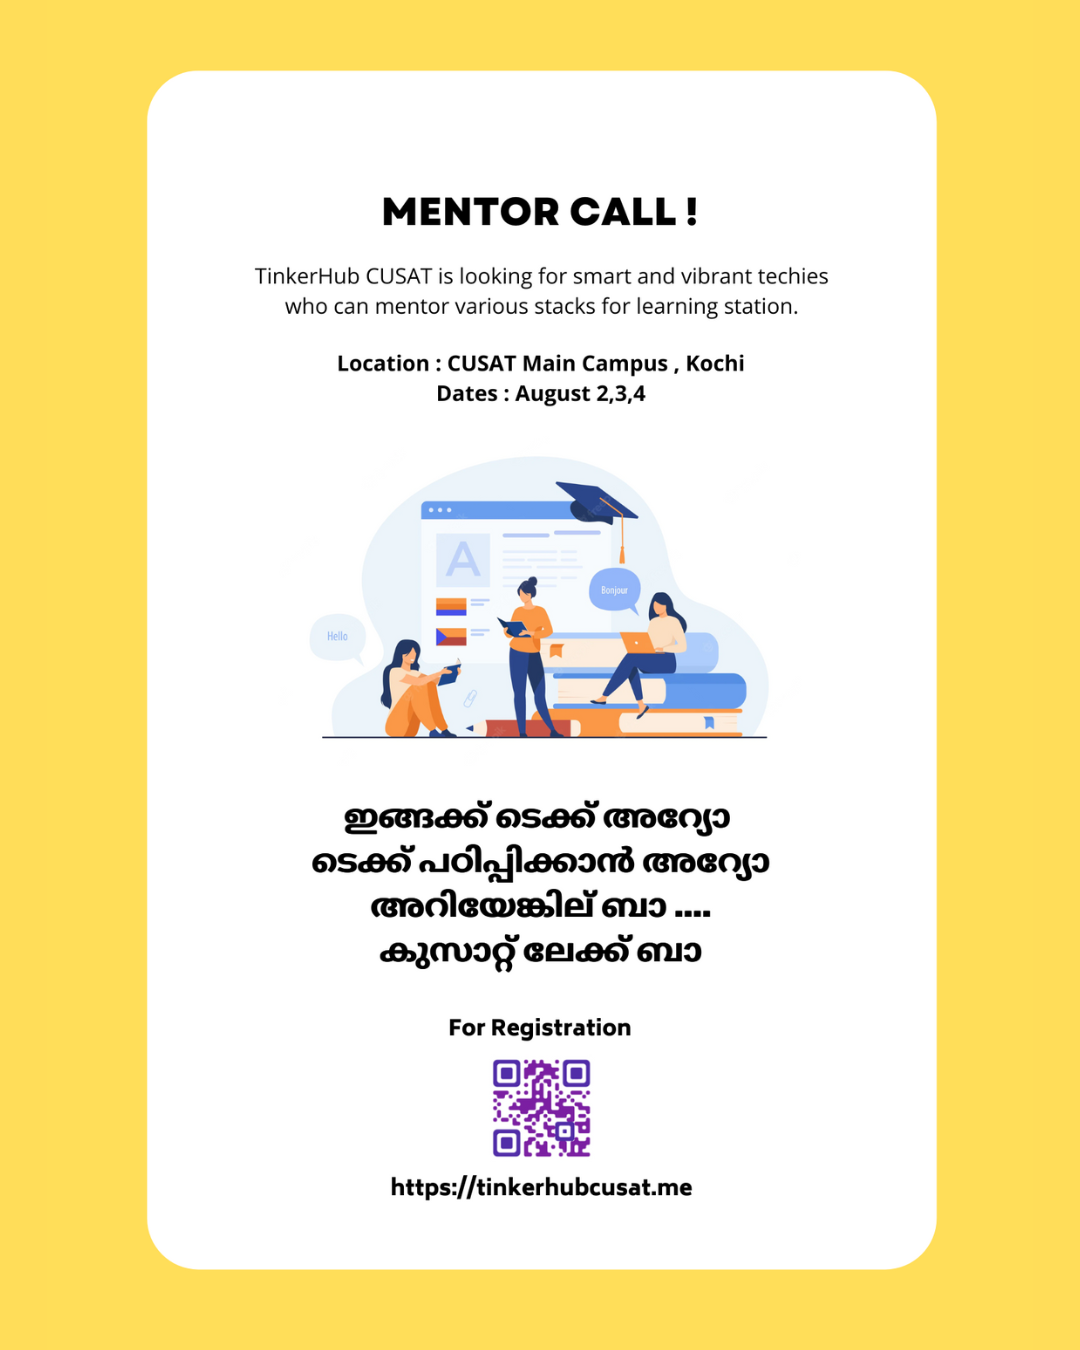 MENTOR CALL !
TinkerHub CUSAT is looking for smart and vibrant techies
who can mentor various stacks for learning station.
Location : CUSAT Main Campus , Kochi
Dates : August 2,3,4
A
Bonjour
Hello
ഇങ്ങക്ക് ടെക്ക് അറ്യോ
ടെക്ക് പഠിപ്പിക്കാൻ അറ്യോ
അറിയേങ്കില് ബാ ....
കുസാറ്റ് ലേക്ക് ബാ
For Registration
https://tinkerhubcusat.me